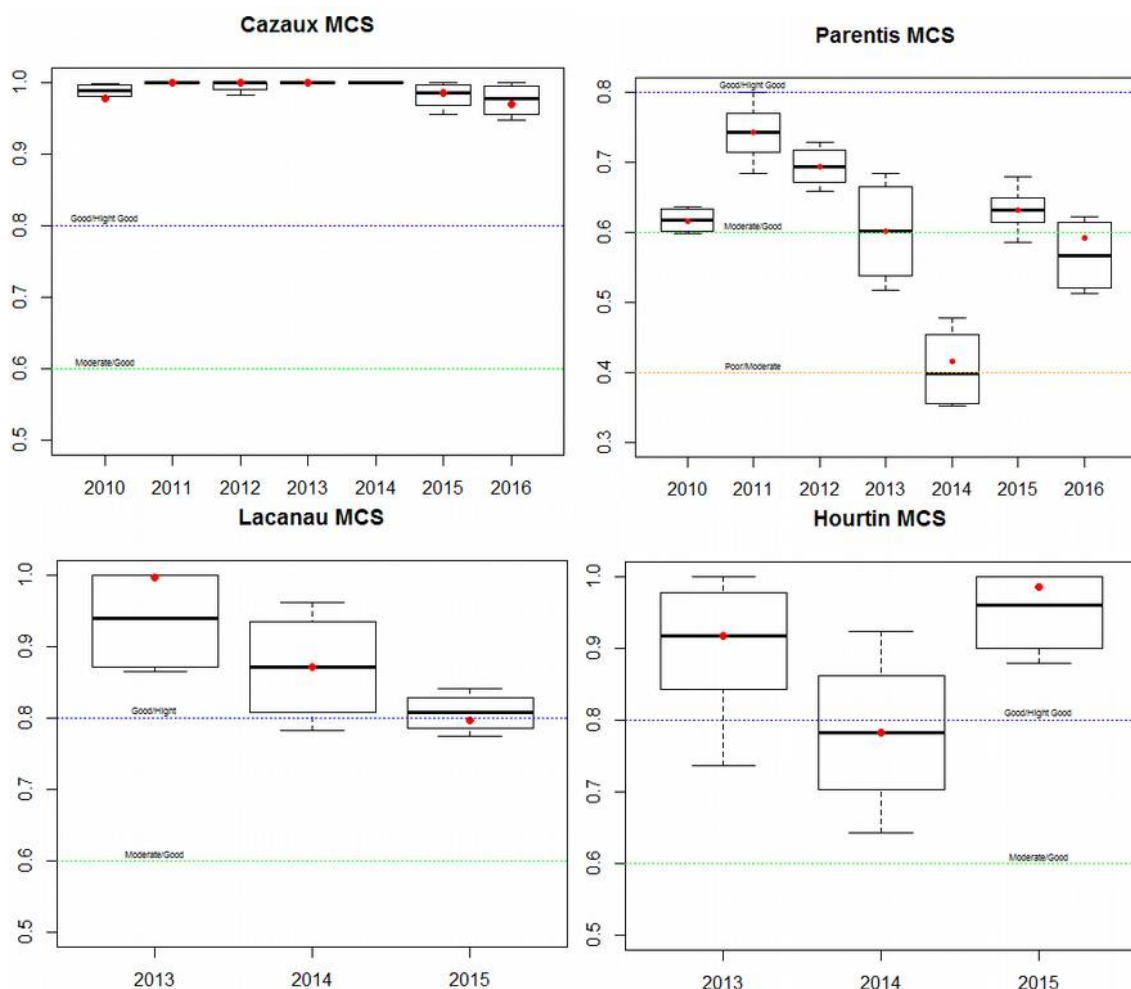 Cazaux MCS
1.0
0.9
Good/Hight Good
0.8
0.7
Moderate/Good
0.6
0.5
2010 2011 2012 2013 2014 2015 2016
Parentis MCS
Good/Hight Good
0.8
0.7
Moderate/Good
0.6
0.5
Poor/Moderate
0.4
0.3
2010 2011 2012 2013 2014 2015 2016
Lacanau MCS
1.0
0.9
Good/Hight
0.8
0.7
Moderate/Good
0.6
0.5
2013 2014 2015
Hourtin MCS
1.0
0.9
Good/Hight Good
0.8
0.7
Moderate/Good
0.6
0.5
2013 2014 2015